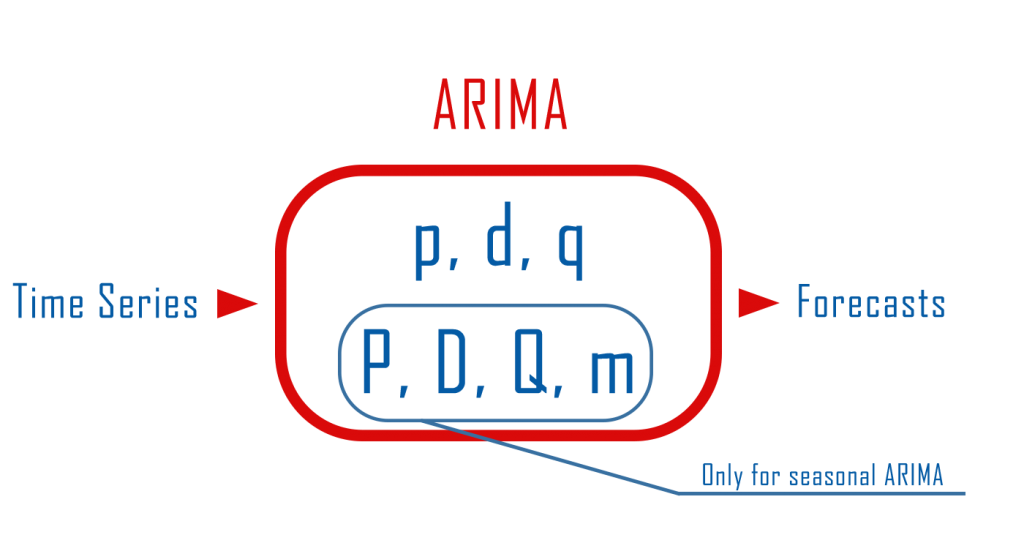 ARIMA
p, d, q
Time Series
Forecasts
P, D, Q, m
Only for seasonal ARIMA